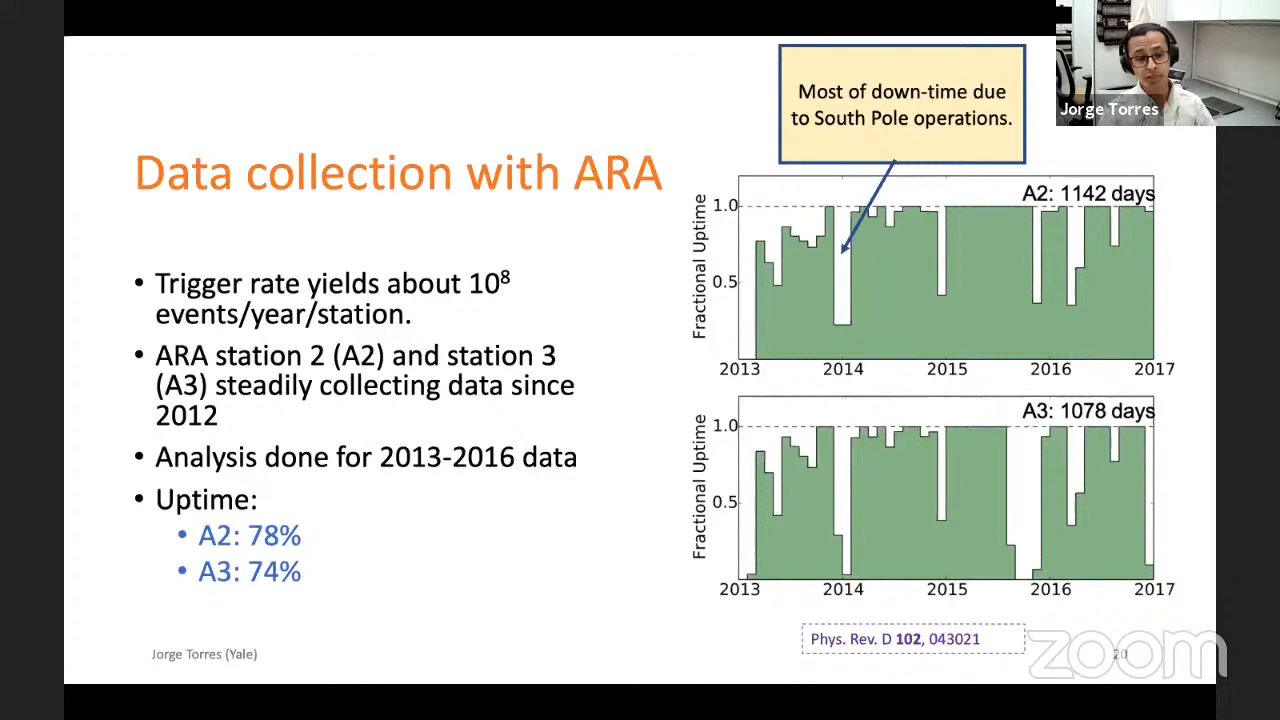 Most of down-time due
to South Pole operations.
Jorge Torres
Data collection with ARA
• Trigger rate yields about 10⁸
events/year/station.
• ARA station 2 (A2) and station 3
(A3) steadily collecting data since
2012
• Analysis done for 2013-2016 data
• Uptime:
• A2: 78%
• A3: 74%
A2: 1142 days
Fractional Uptime
1.0
0.5
2013 2014 2015 2016 2017
A3: 1078 days
Fractional Uptime
1.0
0.5
2013 2014 2015 2016 2017
Phys. Rev. D 102, 043021
Jorge Torres (Yale)
20
zoom